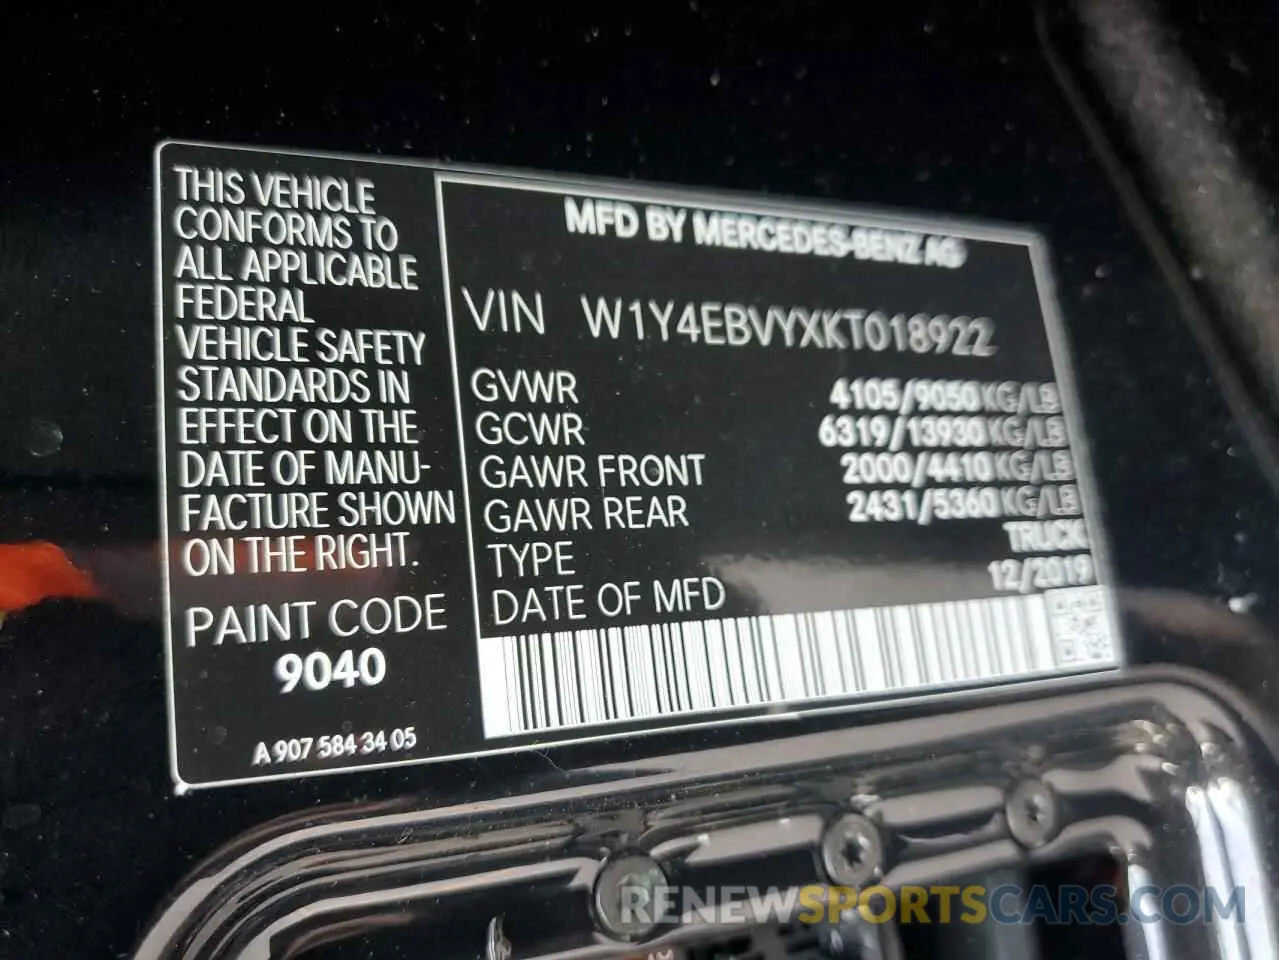 THIS VEHICLE
CONFORMS TO
ALL APPLICABLE
FEDERAL
VEHICLE SAFETY
STANDARDS IN
EFFECT ON THE
DATE OF MANU-
FACTURE SHOWN
ON THE RIGHT.
PAINT CODE
9040
A 907 584 34 05
MFD BY MERCEDES-BENZ AG
VIN W1Y4EBVYXKT018922
GVWR 4105/9050 KG/LB
GCWR 6319/13930 KG/LB
GAWR FRONT 2000/4410 KG/LB
GAWR REAR 2431/5360 KG/LB
TYPE TRUCK
DATE OF MFD 12/2019
RENEWSPORTSCARS.COM